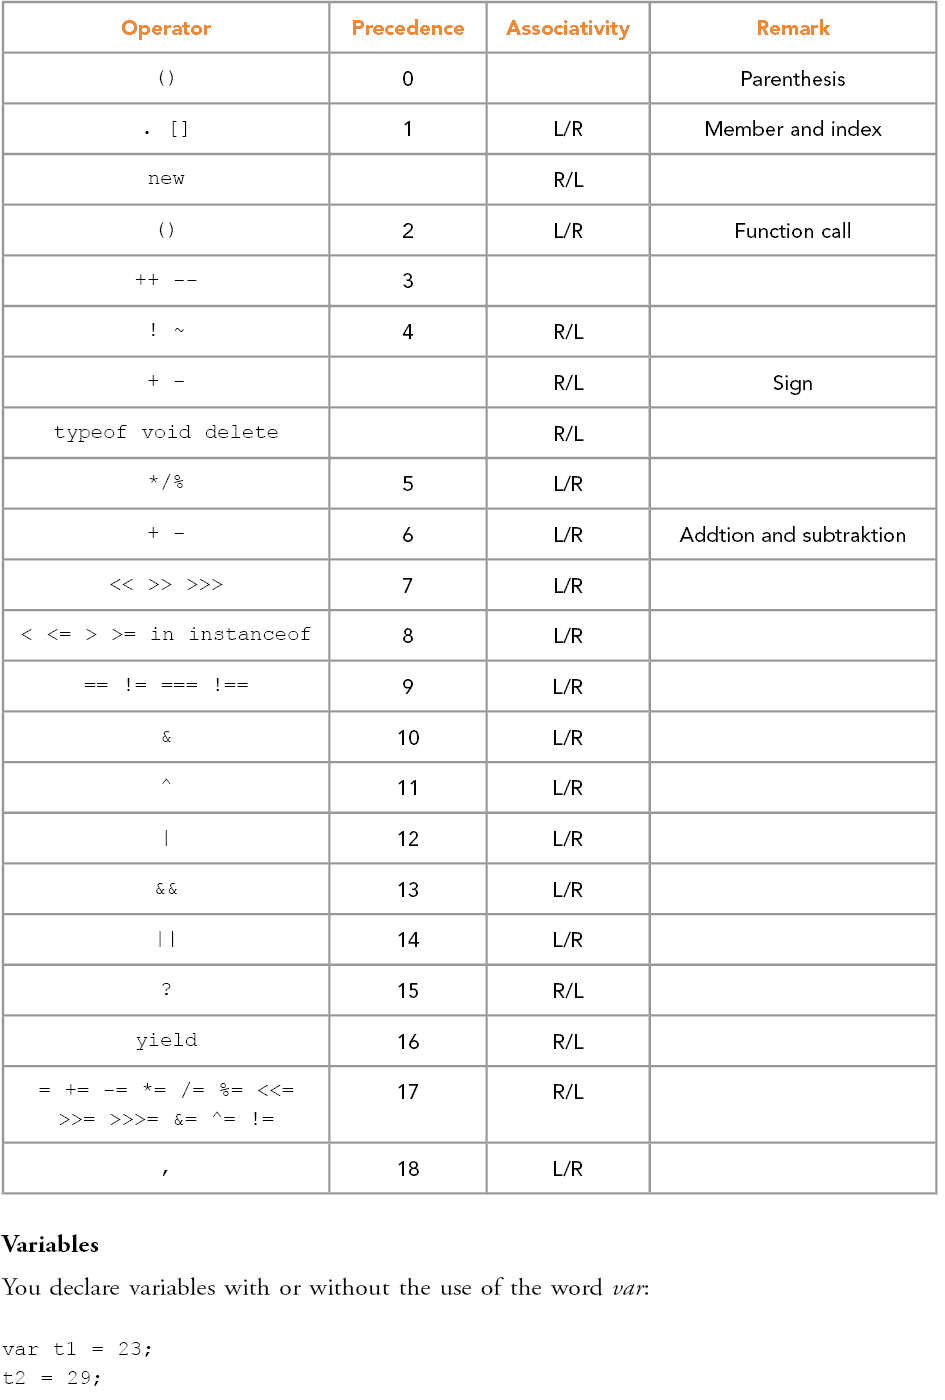 Operator Precedence Associativity Remark
() 0 Parenthesis
. [] 1 L/R Member and index
new R/L
() 2 L/R Function call
++ -- 3
! ~ 4 R/L
+ - R/L Sign
typeof void delete R/L
*/% 5 L/R
+ - 6 L/R Addtion and subtraktion
<< >> >>> 7 L/R
< <= > >= in instanceof 8 L/R
== != === !== 9 L/R
& 10 L/R
^ 11 L/R
| 12 L/R
&& 13 L/R
|| 14 L/R
? 15 R/L
yield 16 R/L
= += -= *= /= %= <<= 17 R/L
>>= >>>= &= ^= !=
, 18 L/R
Variables
You declare variables with or without the use of the word var:
var t1 = 23;
t2 = 29;